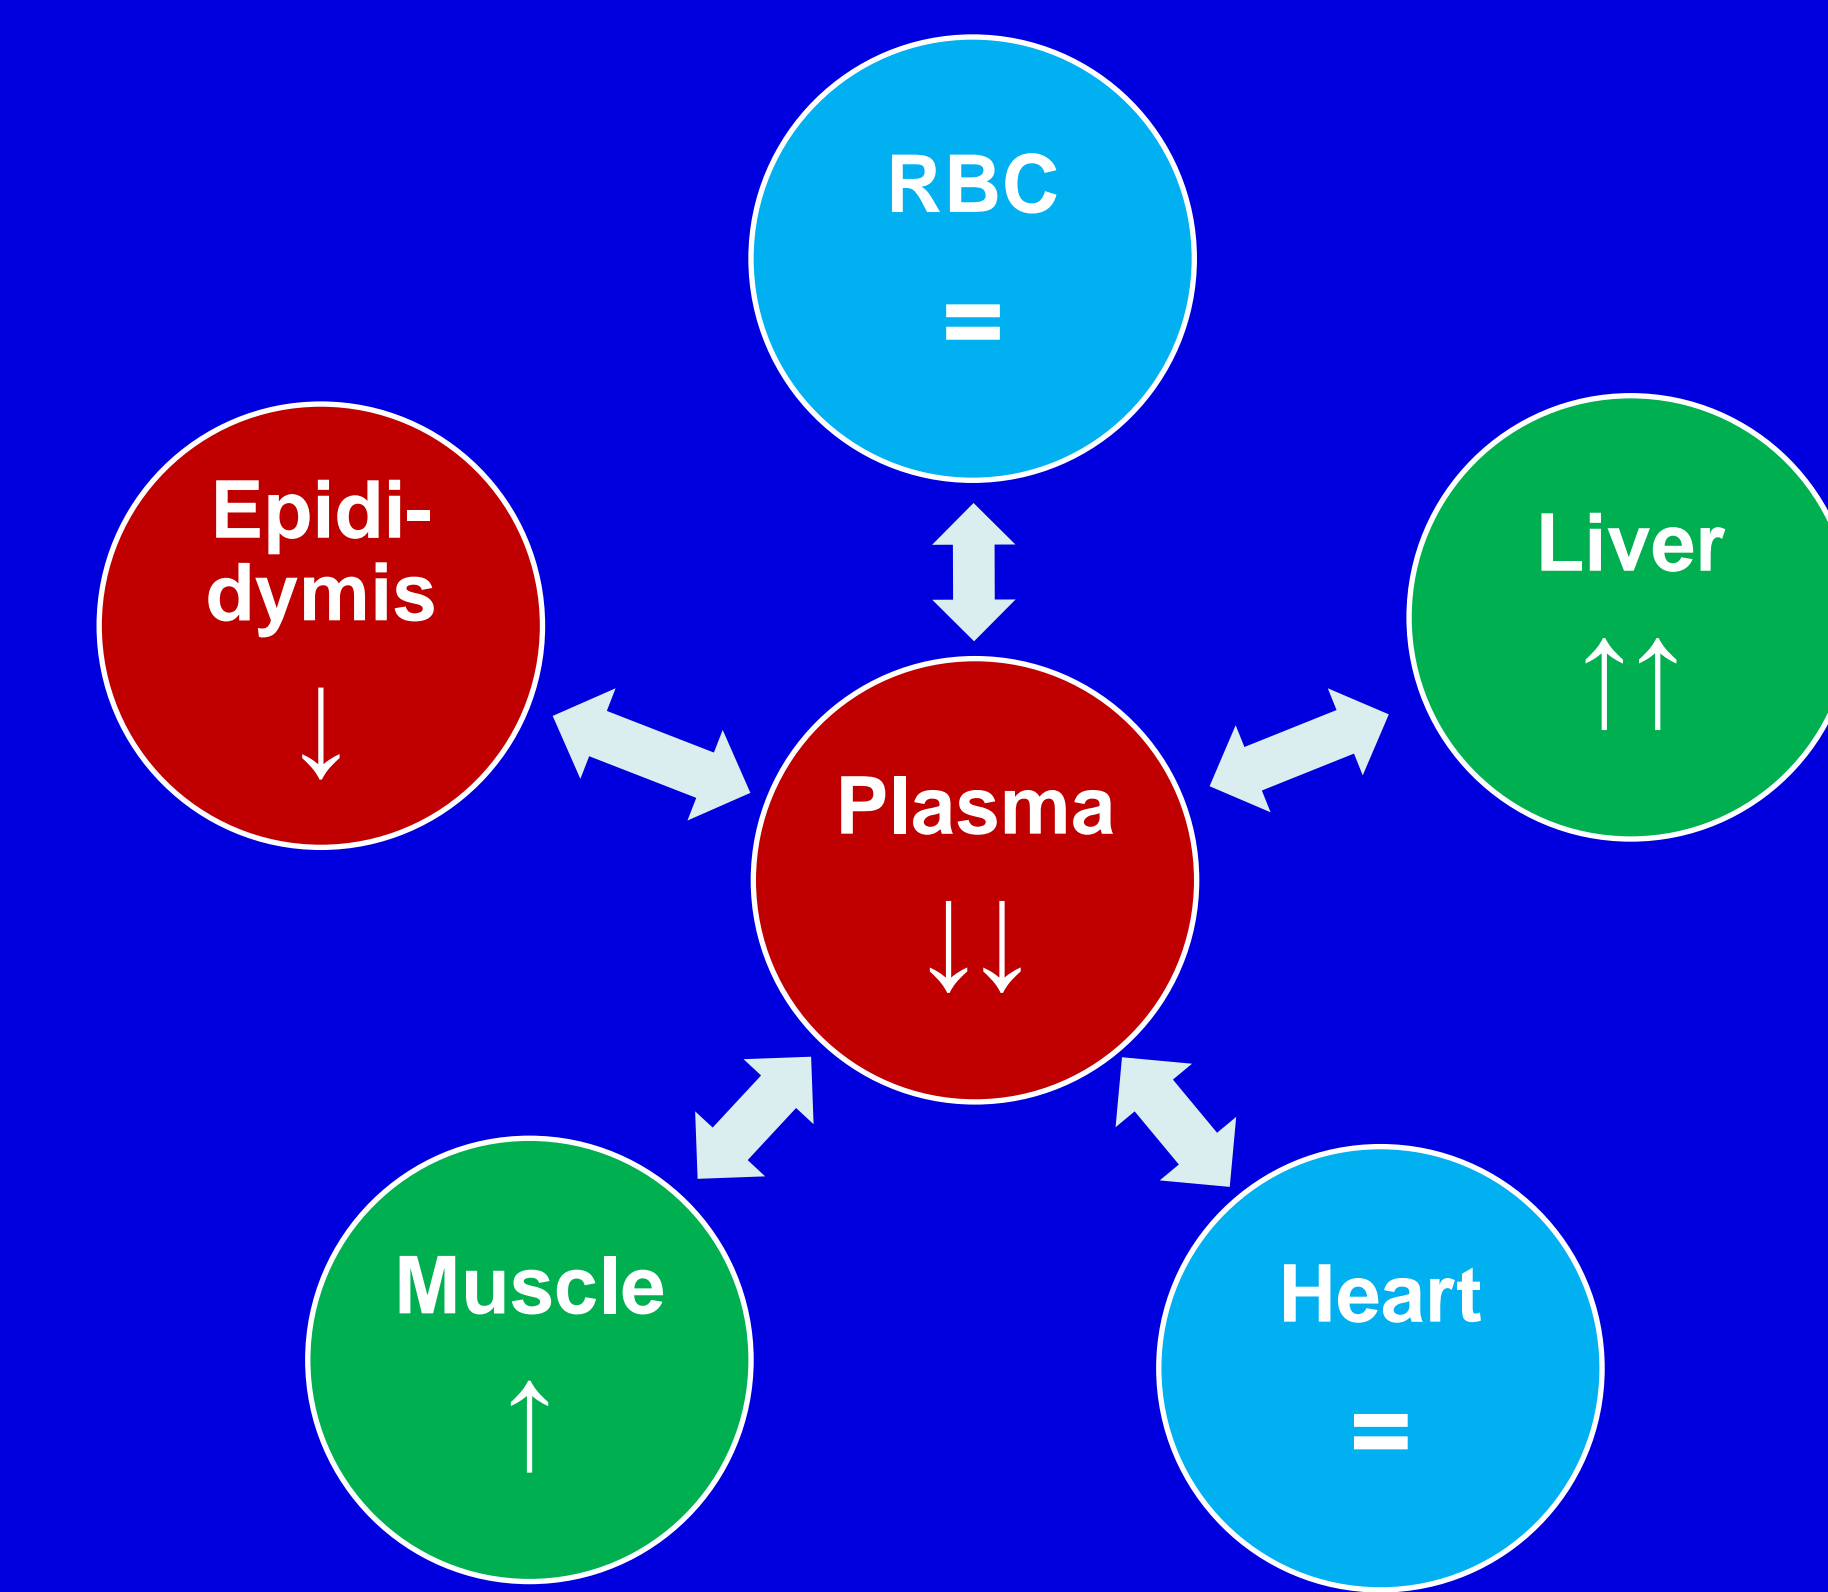 RBC
=
Epidi-
dymis
↓
Liver
↑↑
Plasma
↓↓
Muscle
↑
Heart
=